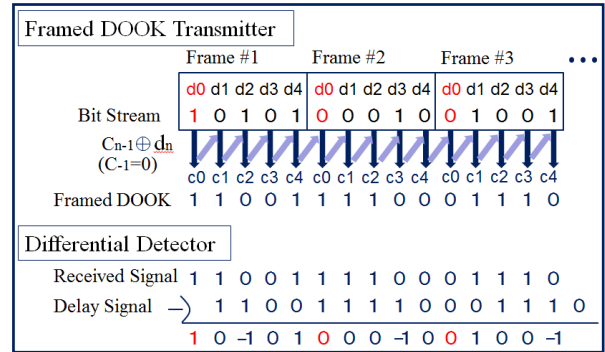 Framed DOOK Transmitter
Frame #1 Frame #2 Frame #3 •••
d0 d1 d2 d3 d4 d0 d1 d2 d3 d4 d0 d1 d2 d3 d4
Bit Stream 1 0 1 0 1 0 0 0 1 0 0 1 0 0 1
Cn-1⊕dn
(C-1=0)
c0 c1 c2 c3 c4 c0 c1 c2 c3 c4 c0 c1 c2 c3 c4
Framed DOOK 1 1 0 0 1 1 1 1 0 0 0 1 1 1 0
Differential Detector
Received Signal 1 1 0 0 1 1 1 1 0 0 0 1 1 1 0
Delay Signal –) 1 1 0 0 1 1 1 1 0 0 0 1 1 1 0
1 0 –1 0 1 0 0 0 –1 0 0 1 0 0 –1